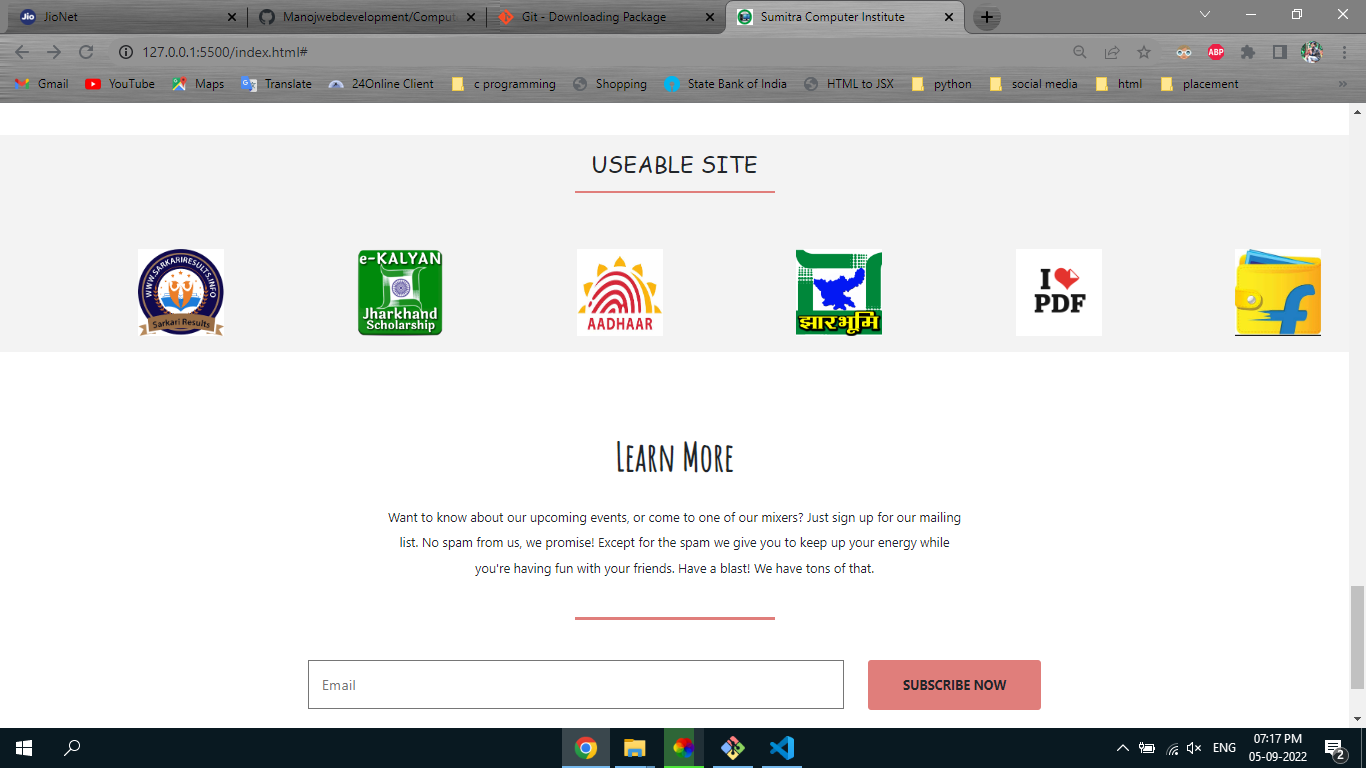 Jio
JioNet
Manojwebdevelopment/Comput
Git - Downloading Package
Sumitra Computer Institute
127.0.0.1:5500/index.html#
ABP
Gmail
YouTube
Maps
Translate
24Online Client
c programming
Shopping
State Bank of India
HTML to JSX
python
social media
html
placement
USEABLE SITE
WWW.SARKARIRESULTS.INFO
Sarkari Results
e-KALYAN
Jharkhand
Scholarship
AADHAAR
झारभूमि
I
PDF
f
Learn More
Want to know about our upcoming events, or come to one of our mixers? Just sign up for our mailing
list. No spam from us, we promise! Except for the spam we give you to keep up your energy while
you're having fun with your friends. Have a blast! We have tons of that.
Email
SUBSCRIBE NOW
ENG
07:17 PM
05-09-2022
2